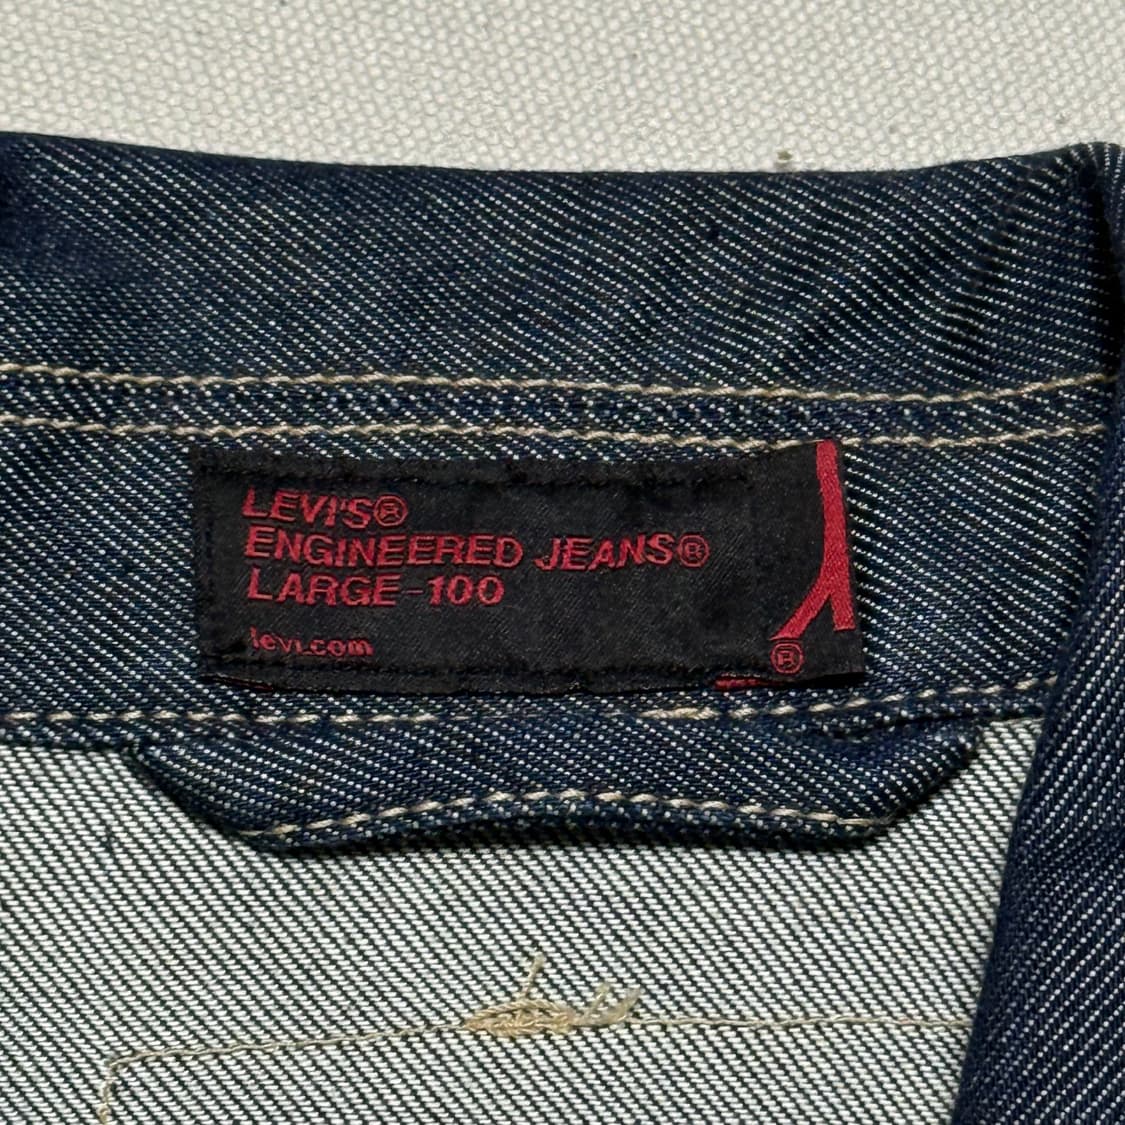 LEVI'S®
ENGINEERED JEANS®
LARGE-100
levi.com
®